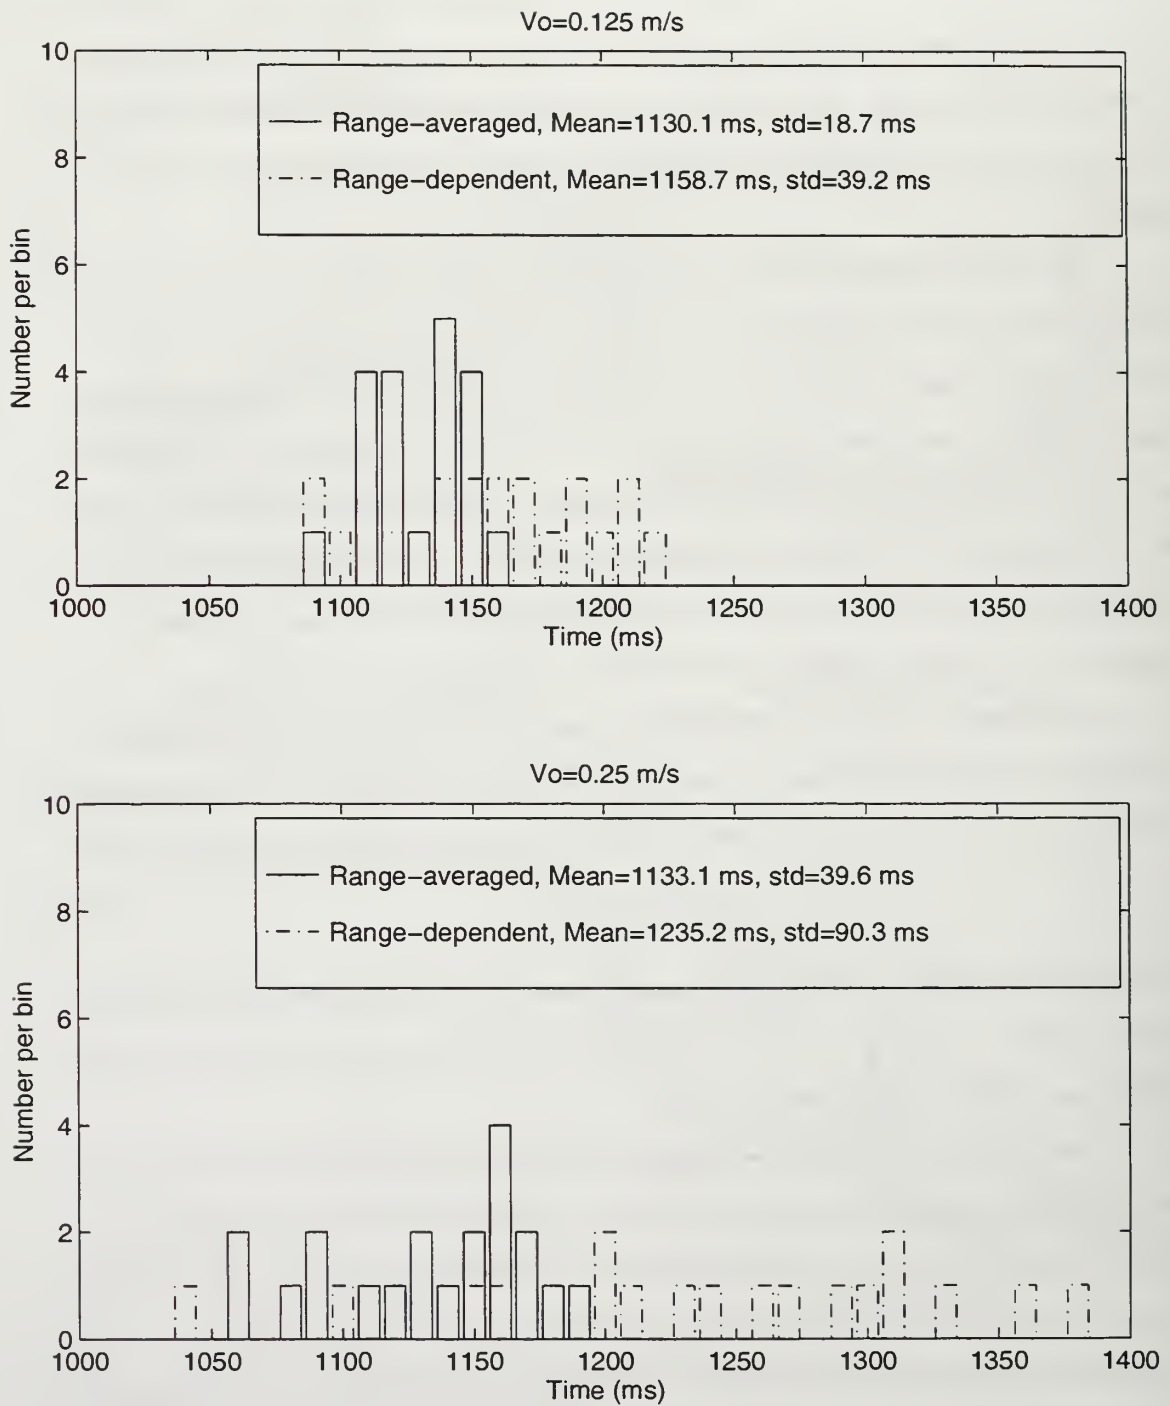 Vo=0.125 m/s
10
8
6
4
2
0
Number per bin
Range-averaged, Mean=1130.1 ms, std=18.7 ms
Range-dependent, Mean=1158.7 ms, std=39.2 ms
1000 1050 1100 1150 1200 1250 1300 1350 1400
Time (ms)
Vo=0.25 m/s
10
8
6
4
2
0
Number per bin
Range-averaged, Mean=1133.1 ms, std=39.6 ms
Range-dependent, Mean=1235.2 ms, std=90.3 ms
1000 1050 1100 1150 1200 1250 1300 1350 1400
Time (ms)